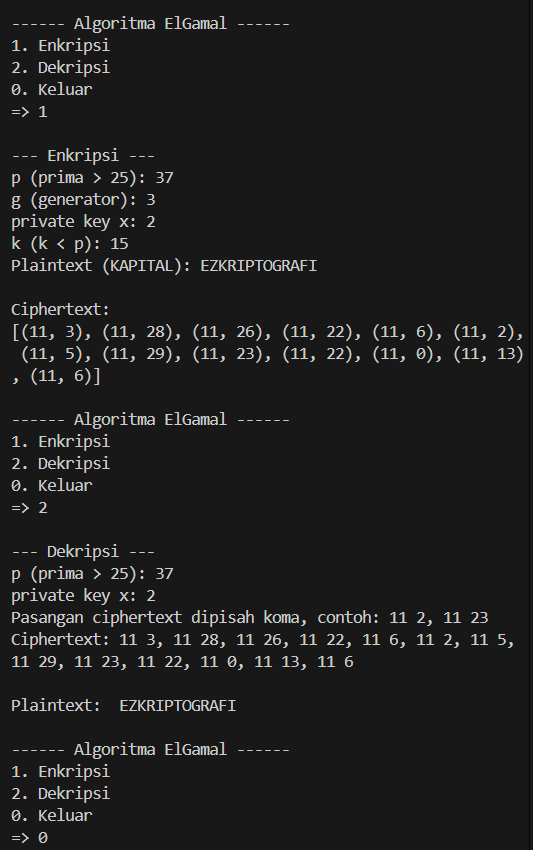 ------ Algoritma ElGamal ------
1. Enkripsi
2. Dekripsi
0. Keluar
=> 1
--- Enkripsi ---
p (prima > 25): 37
g (generator): 3
private key x: 2
k (k < p): 15
Plaintext (KAPITAL): EZKRIPTOGRAFI
Ciphertext:
[(11, 3), (11, 28), (11, 26), (11, 22), (11, 6), (11, 2),
(11, 5), (11, 29), (11, 23), (11, 22), (11, 0), (11, 13)
, (11, 6)]
------ Algoritma ElGamal ------
1. Enkripsi
2. Dekripsi
0. Keluar
=> 2
--- Dekripsi ---
p (prima > 25): 37
private key x: 2
Pasangan ciphertext dipisah koma, contoh: 11 2, 11 23
Ciphertext: 11 3, 11 28, 11 26, 11 22, 11 6, 11 2, 11 5,
11 29, 11 23, 11 22, 11 0, 11 13, 11 6
Plaintext:  EZKRIPTOGRAFI
------ Algoritma ElGamal ------
1. Enkripsi
2. Dekripsi
0. Keluar
=> 0